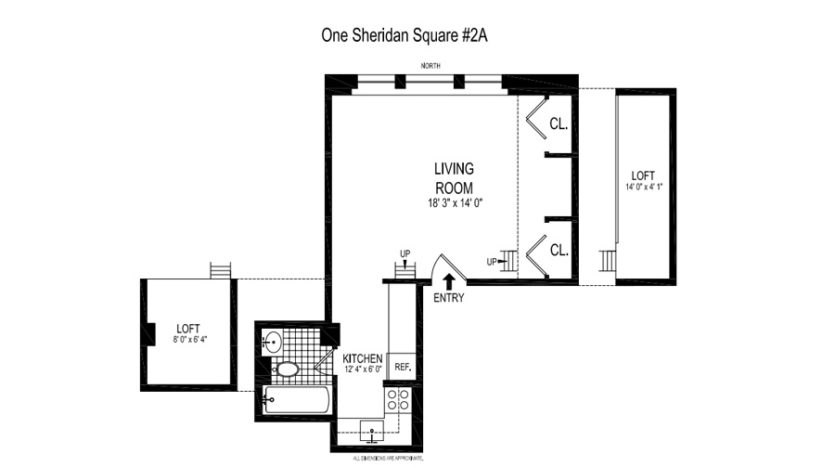 One Sheridan Square #2A
NORTH
CL.
LIVING
ROOM
18' 3" x 14' 0"
LOFT
14' 0" x 4' 1"
UP
UP
CL.
ENTRY
LOFT
8' 0" x 6' 4"
KITCHEN
12' 4" x 6' 0"
REF.
ALL DIMENSIONS ARE APPROXIMATE.